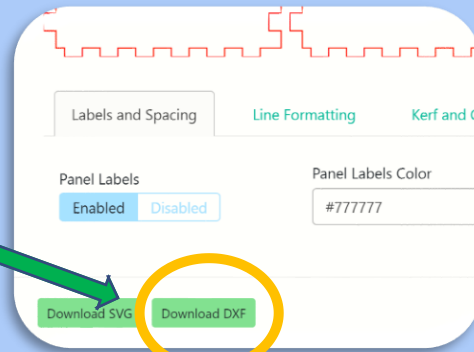 Labels and Spacing Line Formatting Kerf and
Panel Labels Panel Labels Color
Enabled Disabled #777777
Download SVG Download DXF